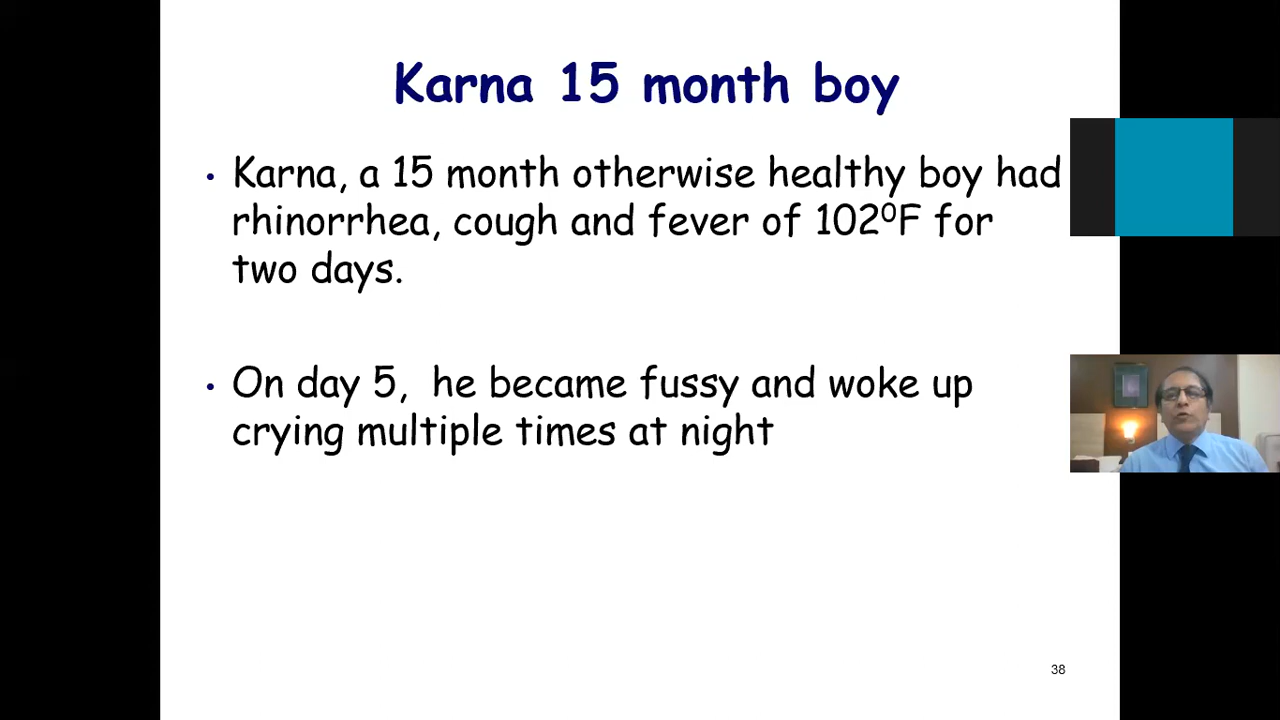 Karna 15 month boy
• Karna, a 15 month otherwise healthy boy had
rhinorrhea, cough and fever of 102⁰F for
two days.
• On day 5,  he became fussy and woke up
crying multiple times at night
38